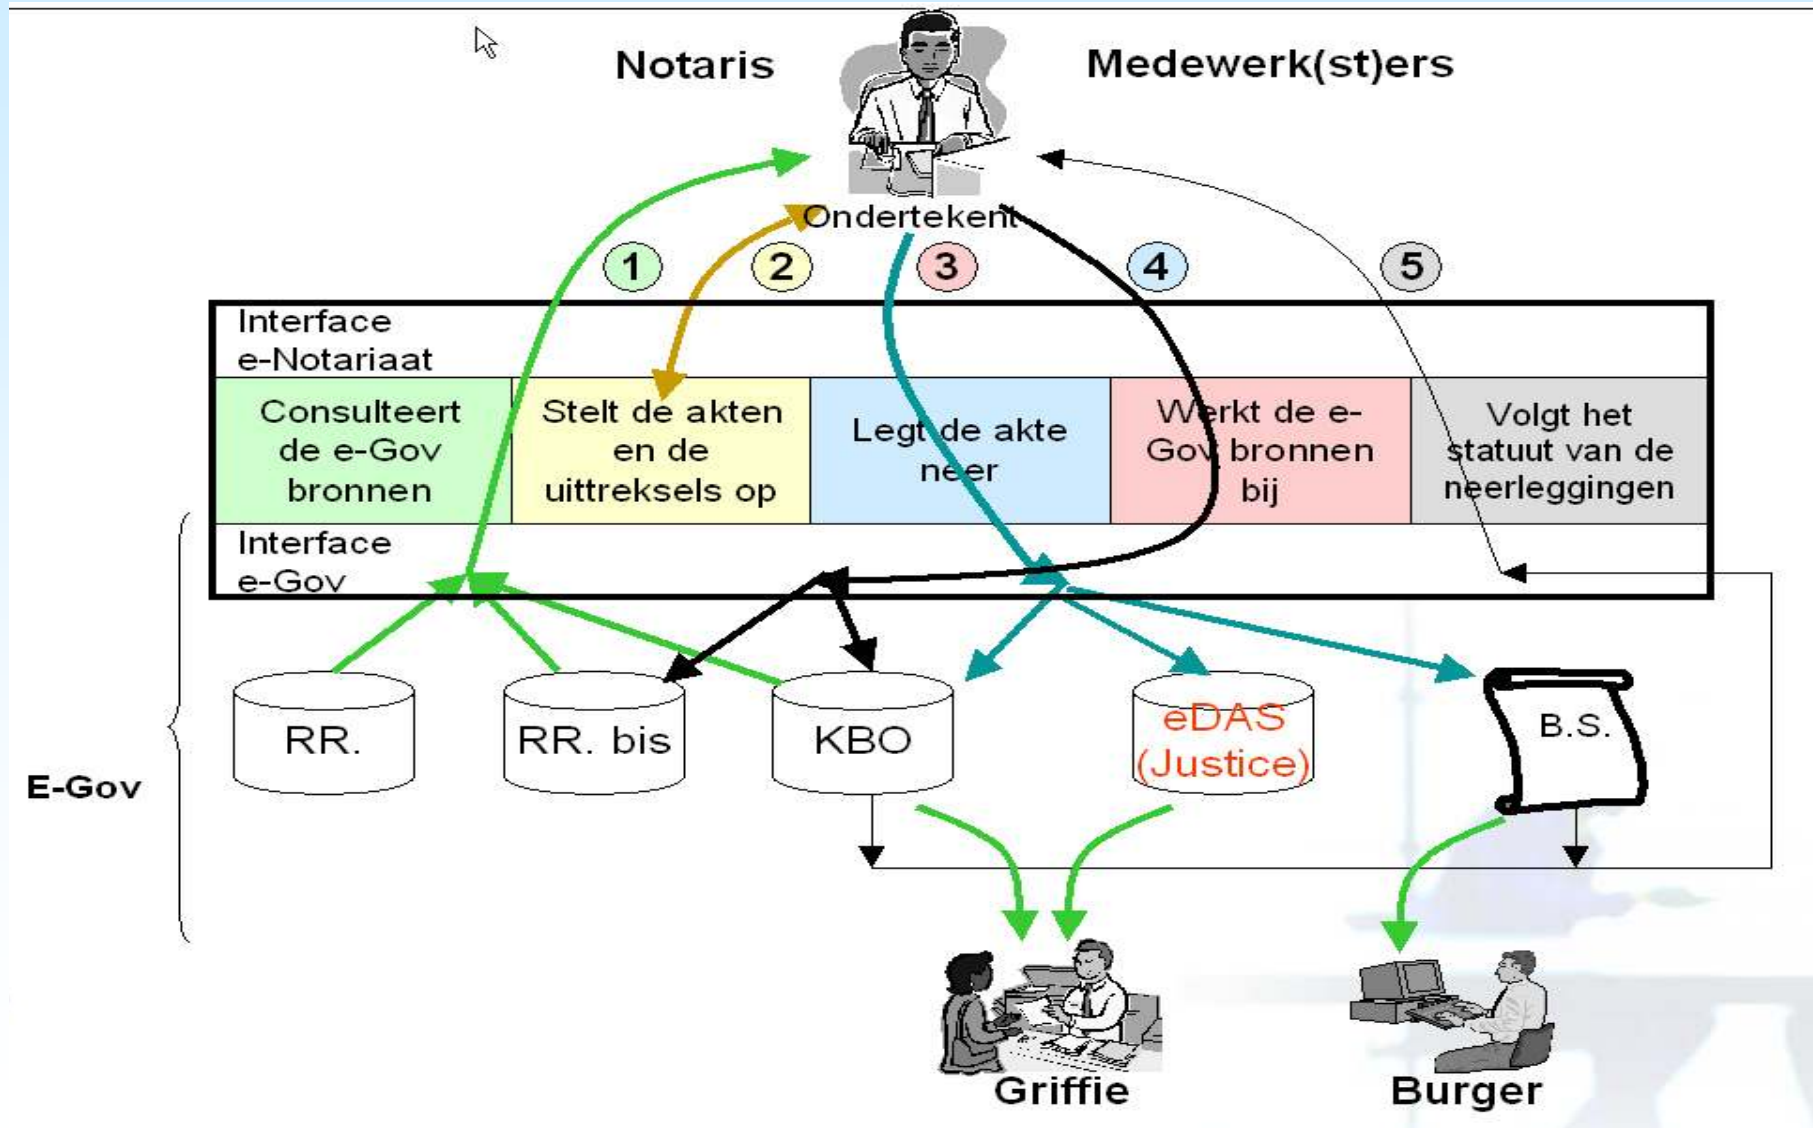 Notaris
Medewerk(st)ers
Ondertekent
1
2
3
4
5
Interface
e-Notariaat
Consulteert
de e-Gov
bronnen
Stelt de akten
en de
uittreksels op
Legt de akte
neer
Werkt de e-
Gov bronnen
bij
Volgt het
statuut van de
neerleggingen
Interface
e-Gov
E-Gov
RR.
RR. bis
KBO
eDAS
(Justice)
B.S.
Griffie
Burger